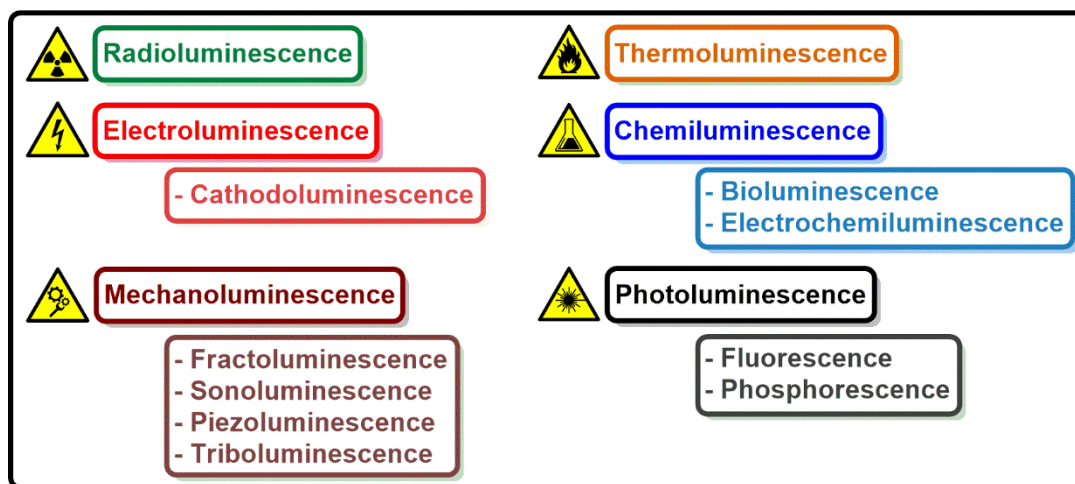 Radioluminescence
Thermoluminescence
Electroluminescence
- Cathodoluminescence
Chemiluminescence
- Bioluminescence
- Electrochemiluminescence
Mechanoluminescence
- Fractoluminescence
- Sonoluminescence
- Piezoluminescence
- Triboluminescence
Photoluminescence
- Fluorescence
- Phosphorescence